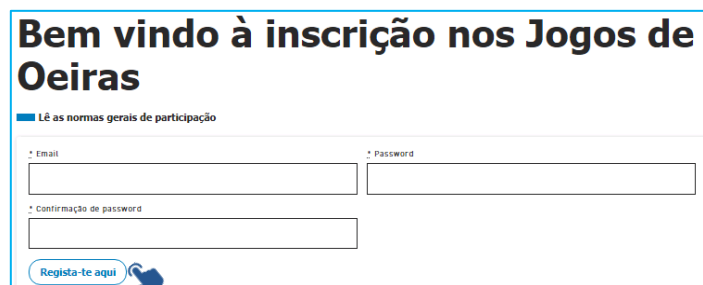 Bem vindo à inscrição nos Jogos de
Oeiras
Lê as normas gerais de participação
* Email
* Password
* Confirmação de password
Regista-te aqui